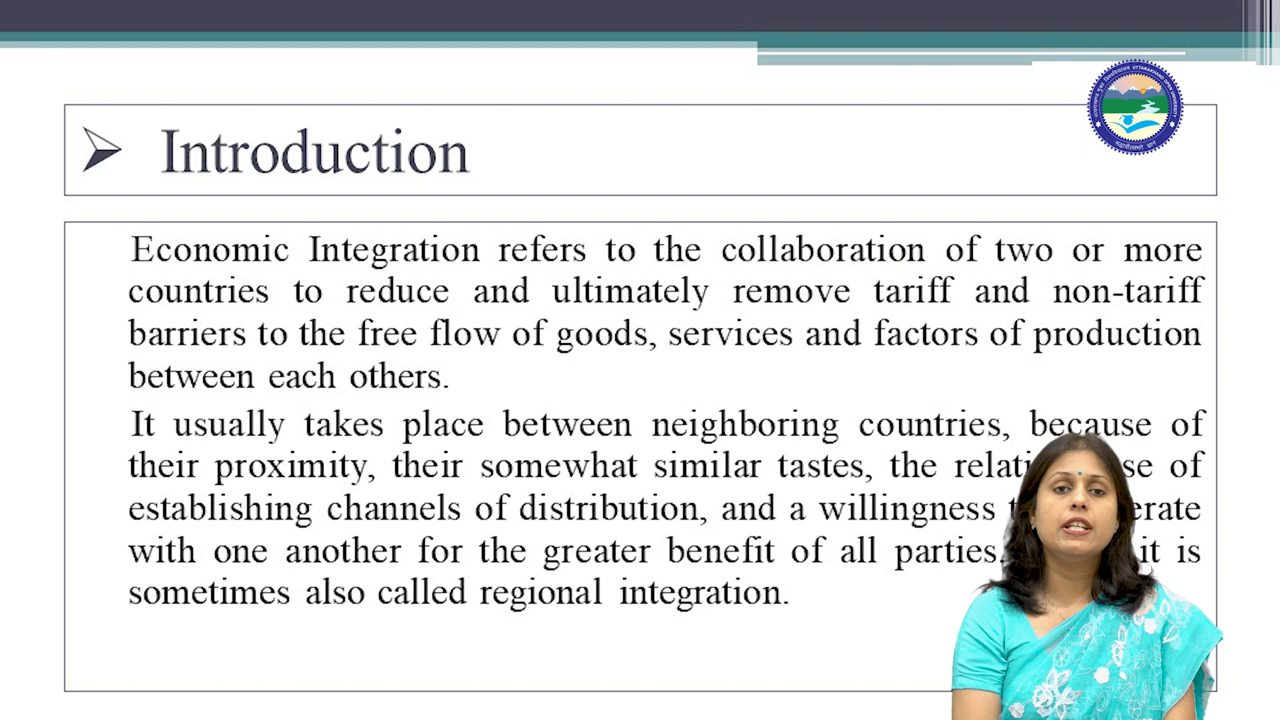 Introduction
Economic Integration refers to the collaboration of two or more
countries to reduce and ultimately remove tariff and non-tariff
barriers to the free flow of goods, services and factors of production
between each others.
It usually takes place between neighboring countries, because of
their proximity, their somewhat similar tastes, the of
establishing channels of distribution, and a willingness
with one another for the greater benefit of all parties. it is
sometimes also called regional integration.